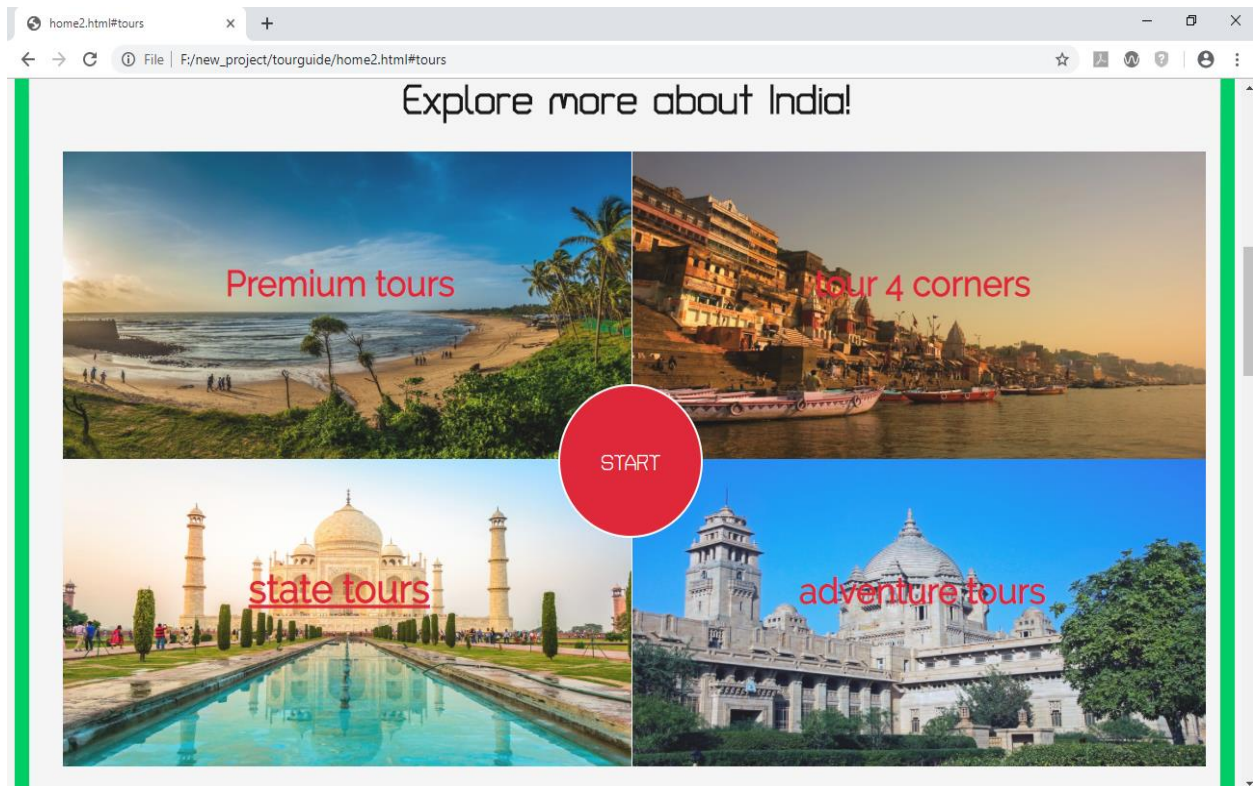 home2.html#tours
File F:/new_project/tourguide/home2.html#tours
Explore more about India!
Premium tours
tour 4 corners
START
state tours
adventure tours